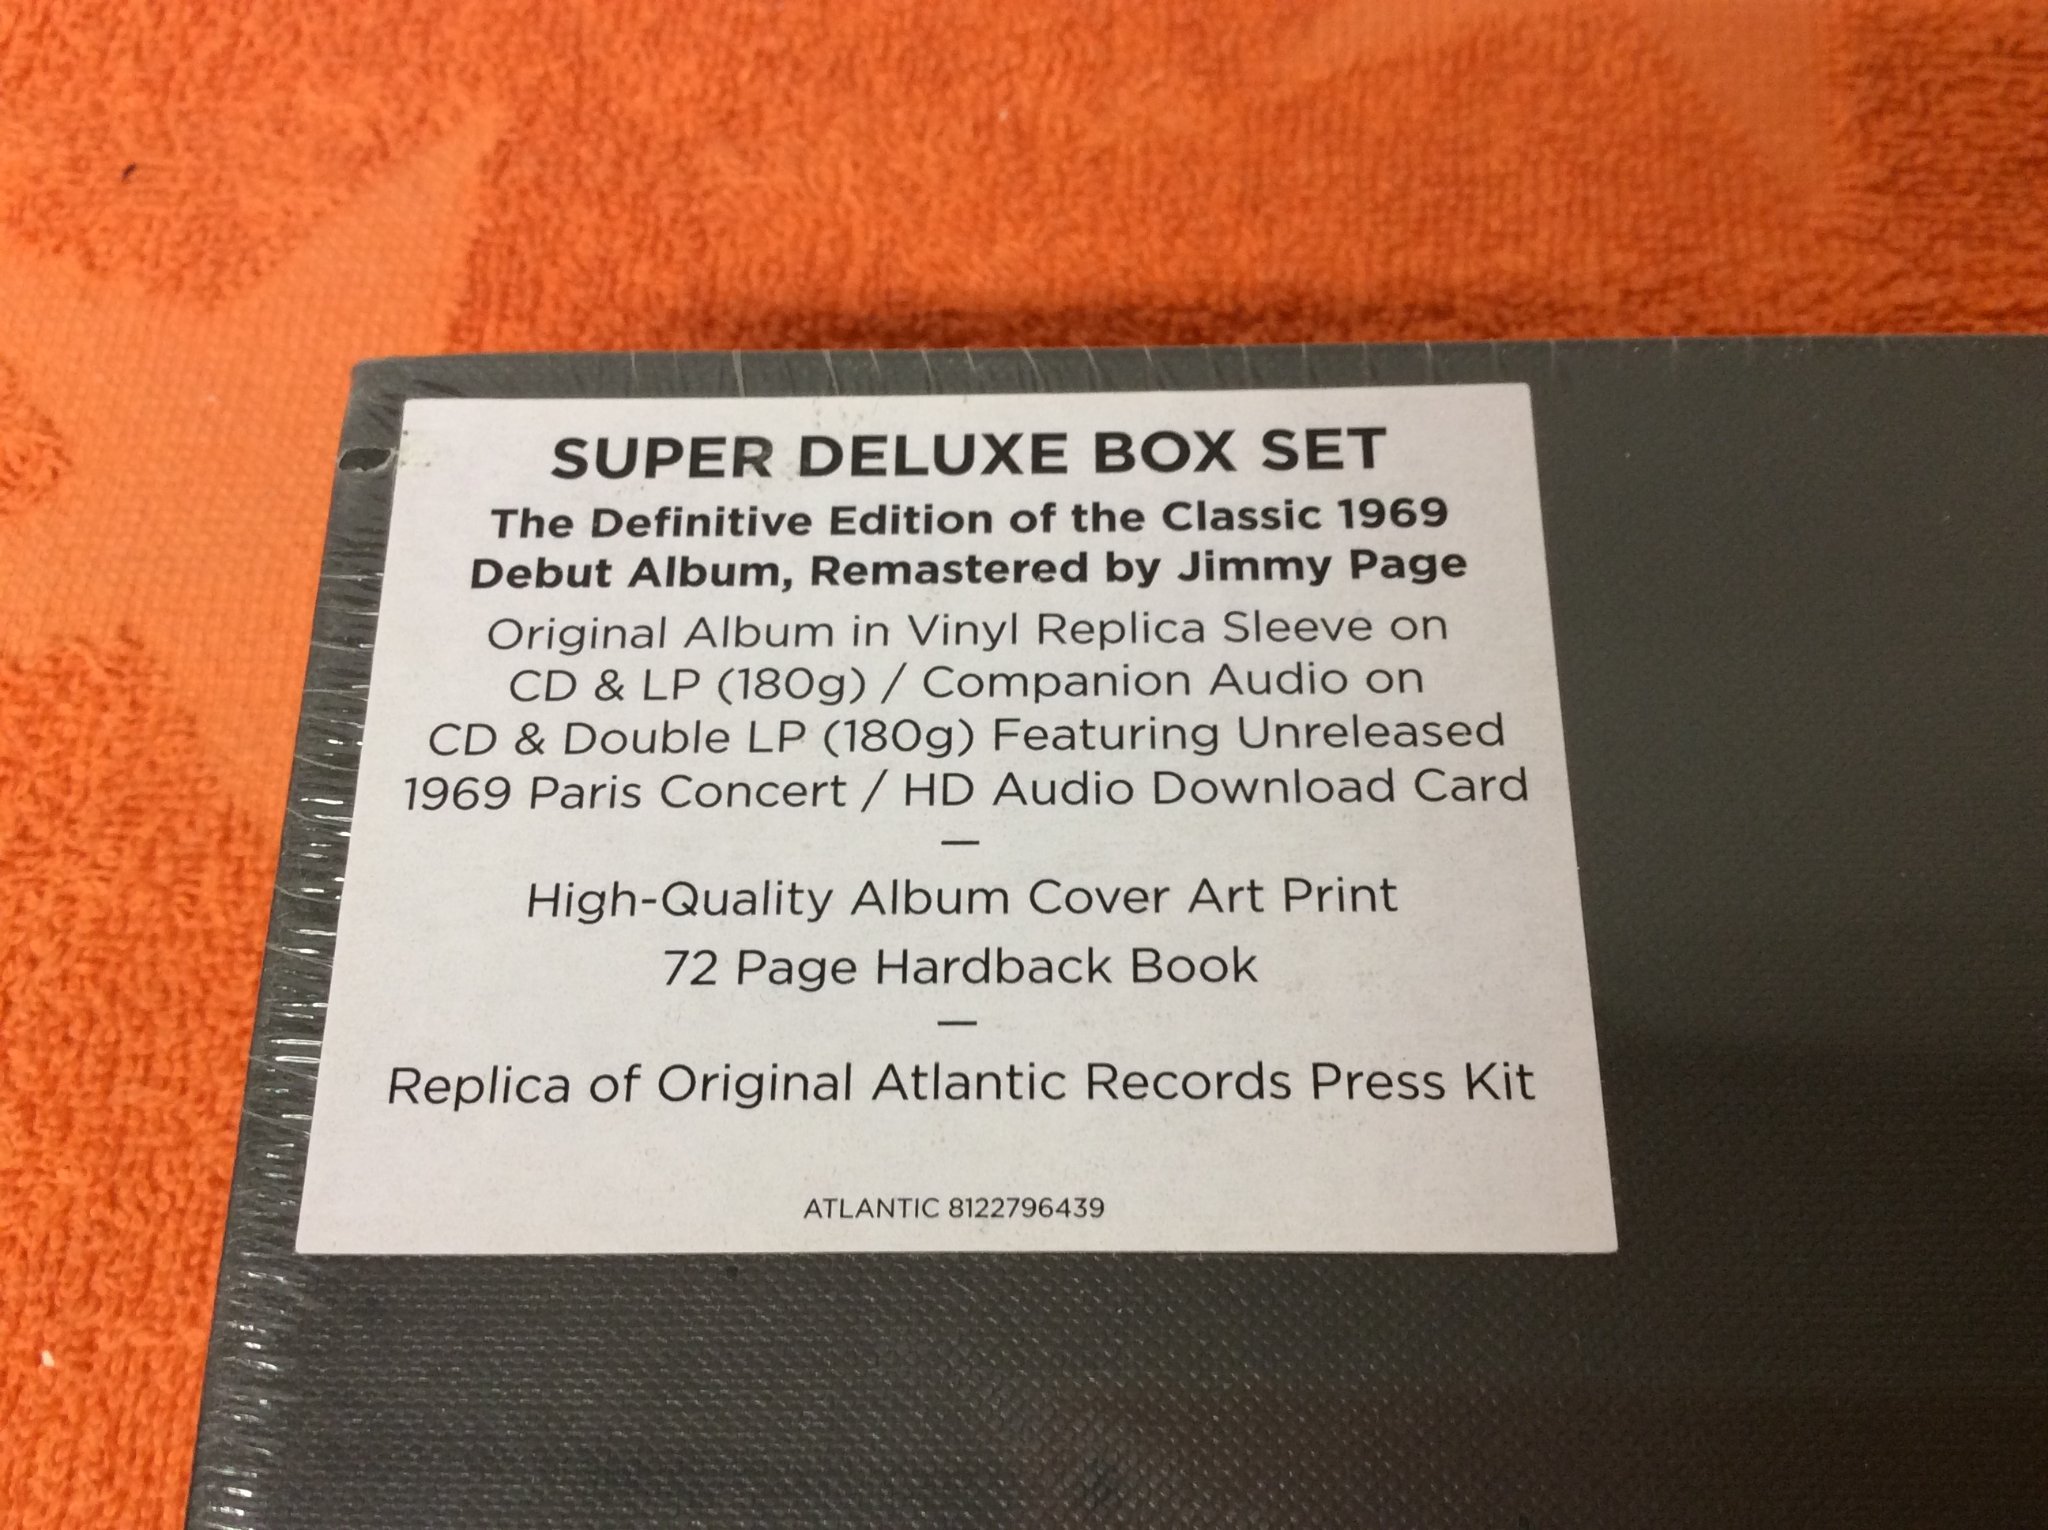 SUPER DELUXE BOX SET
The Definitive Edition of the Classic 1969
Debut Album, Remastered by Jimmy Page
Original Album in Vinyl Replica Sleeve on
CD & LP (180g) / Companion Audio on
CD & Double LP (180g) Featuring Unreleased
1969 Paris Concert / HD Audio Download Card
—
High-Quality Album Cover Art Print
72 Page Hardback Book
—
Replica of Original Atlantic Records Press Kit
ATLANTIC 8122796439